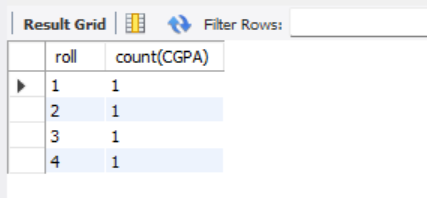 Result Grid Filter Rows:
roll count(CGPA)
1 1
2 1
3 1
4 1